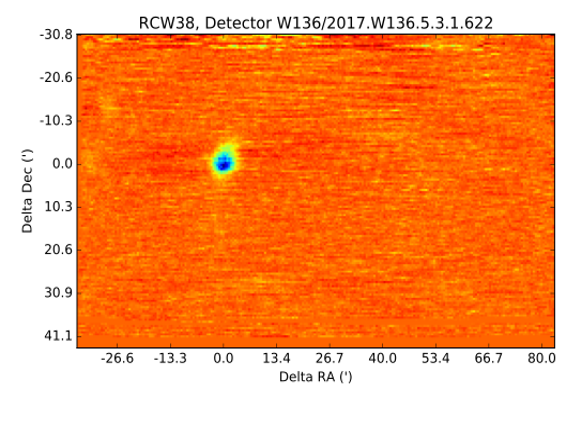 RCW38, Detector W136/2017.W136.5.3.1.622
-30.8
-20.6
-10.3
0.0
10.3
20.6
30.9
41.1
Delta Dec (')
-26.6 -13.3 0.0 13.4 26.7 40.0 53.4 66.7 80.0
Delta RA (')